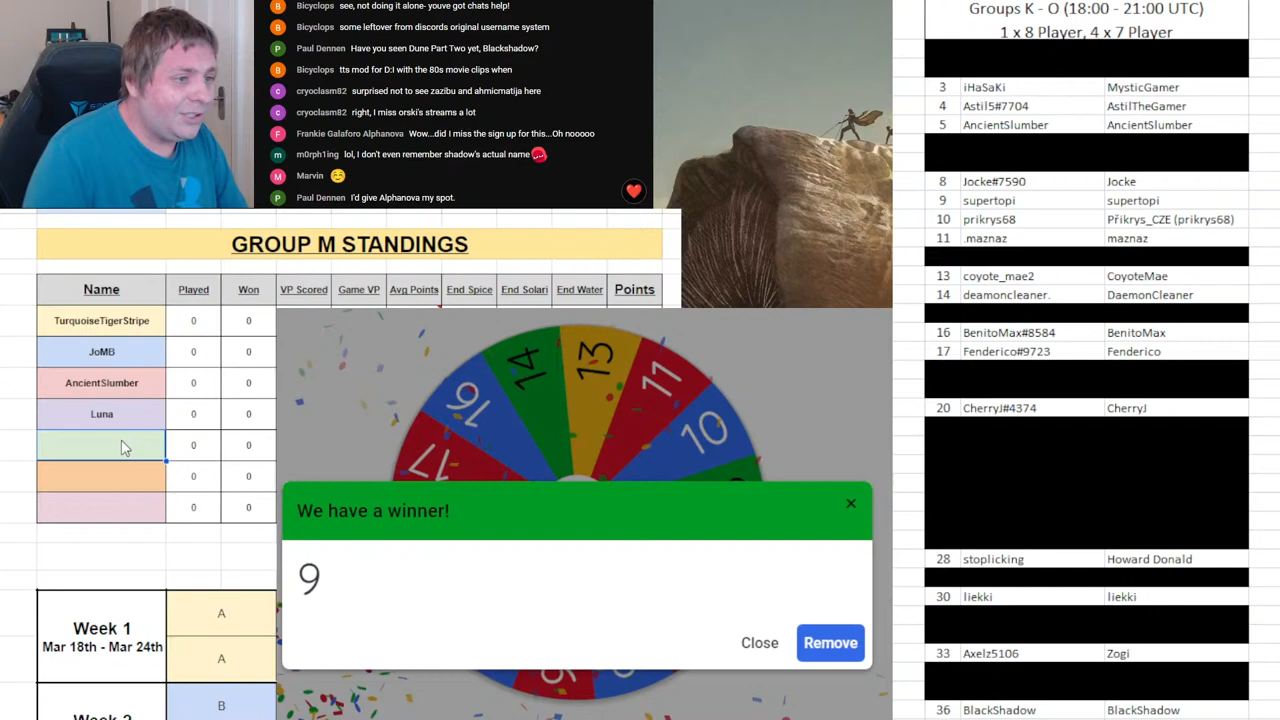 Bicyclops see, not doing it alone- youve got chats help!
Bicyclops some leftover from discords original username system
Paul Dennen Have you seen Dune Part Two yet, Blackshadow?
Bicyclops tts mod for D:I with the 80s movie clips when
cryoclasm82 surprised not to see zazibu and ahmicmatija here
cryoclasm82 right, I miss orski's streams a lot
Frankie Galaforo Alphanova Wow...did I miss the sign up for this...Oh nooooo
m0rph1ing lol, I don't even remember shadow's actual name
Marvin
Paul Dennen I'd give Alphanova my spot.
GROUP M STANDINGS
Name Played Won VP Scored Game VP Avg Points End Spice End Solari End Water Points
TurquoiseTigerStripe 0 0
JoMB 0 0
AncientSlumber 0 0
Luna 0 0
0 0
0 0
0 0
Week 1
Mar 18th - Mar 24th
A
A
B
17
16
14
13
11
10
We have a winner!
9
Close Remove
Groups K - O (18:00 - 21:00 UTC)
1 x 8 Player, 4 x 7 Player
3 iHaSaKi MysticGamer
4 Astil5#7704 AstilTheGamer
5 AncientSlumber AncientSlumber
8 Jocke#7590 Jocke
9 supertopi supertopi
10 prikrys68 Přikrys_CZE (prikrys68)
11 .maznaz maznaz
13 coyote_mae2 CoyoteMae
14 deamoncleaner. DaemonCleaner
16 BenitoMax#8584 BenitoMax
17 Fenderico#9723 Fenderico
20 CherryJ#4374 CherryJ
28 stoplicking Howard Donald
30 liekki liekki
33 Axelz5106 Zogi
36 BlackShadow BlackShadow